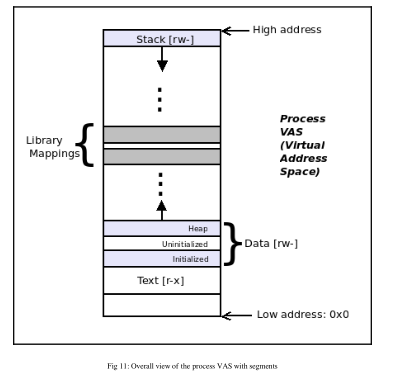 High address
Stack [rw-]
Process
VAS
(Virtual
Address
Space)
Library
Mappings
Heap
Uninitialized
Data [rw-]
Initialized
Text [r-x]
Low address: 0x0
Fig 11: Overall view of the process VAS with segments